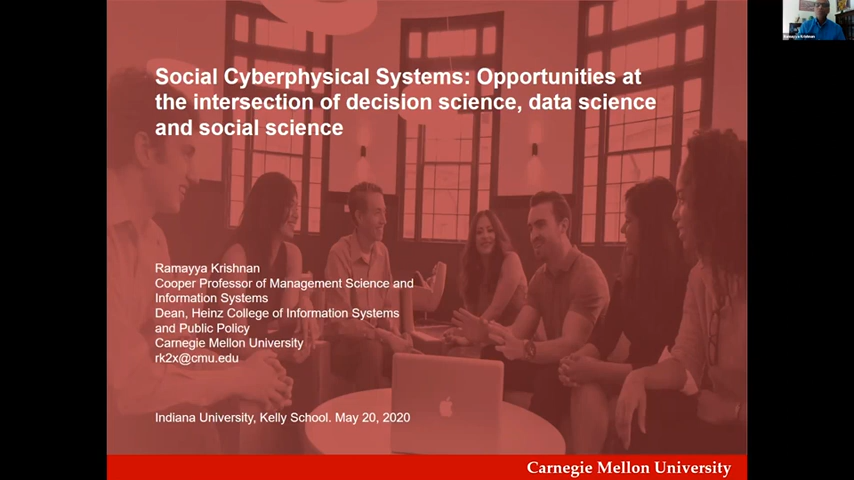 Social Cyberphysical Systems: Opportunities at
the intersection of decision science, data science
and social science
Ramayya Krishnan
Cooper Professor of Management Science and
Information Systems
Dean, Heinz College of Information Systems
and Public Policy
Carnegie Mellon University
rk2x@cmu.edu
Indiana University, Kelly School. May 20, 2020
Carnegie Mellon University
Ramayya Krishnan